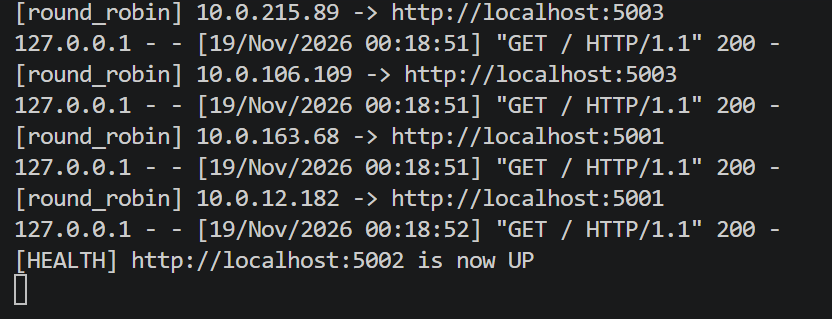 [round_robin] 10.0.215.89 -> http://localhost:5003
127.0.0.1 - - [19/Nov/2026 00:18:51] "GET / HTTP/1.1" 200 -
[round_robin] 10.0.106.109 -> http://localhost:5003
127.0.0.1 - - [19/Nov/2026 00:18:51] "GET / HTTP/1.1" 200 -
[round_robin] 10.0.163.68 -> http://localhost:5001
127.0.0.1 - - [19/Nov/2026 00:18:51] "GET / HTTP/1.1" 200 -
[round_robin] 10.0.12.182 -> http://localhost:5001
127.0.0.1 - - [19/Nov/2026 00:18:52] "GET / HTTP/1.1" 200 -
[HEALTH] http://localhost:5002 is now UP